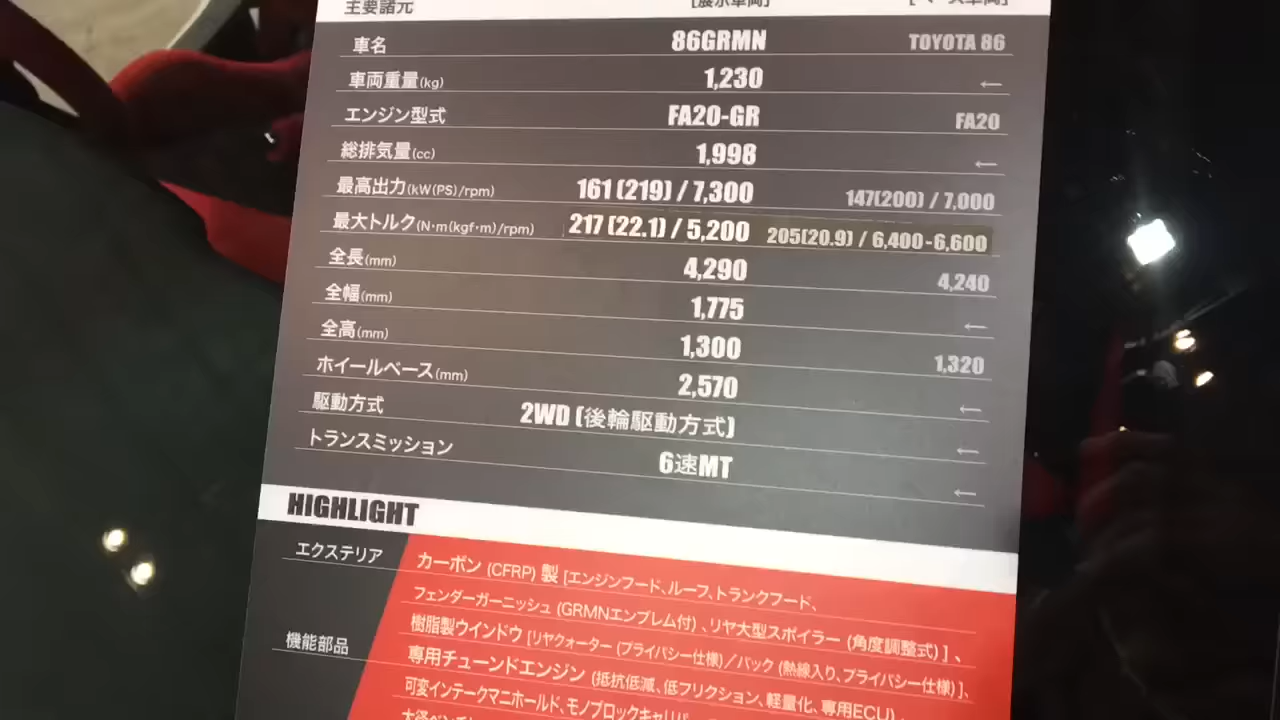 主要諸元 [展示車両] [ベース車両]
車名 86GRMN TOYOTA 86
車両重量(kg) 1,230 ←
エンジン型式 FA20-GR FA20
総排気量(cc) 1,998 ←
最高出力(kW(PS)/rpm) 161(219) / 7,300 147(200) / 7,000
最大トルク(N・m(kgf・m)/rpm) 217 (22.1) / 5,200 205(20.9) / 6,400-6,600
全長(mm) 4,290 4,240
全幅(mm) 1,775 ←
全高(mm) 1,300 1,320
ホイールベース(mm) 2,570 ←
駆動方式 2WD (後輪駆動方式) ←
トランスミッション 6速MT ←
HIGHLIGHT
エクステリア カーボン (CFRP) 製 [エンジンフード、ルーフ、トランクフード、
フェンダーガーニッシュ (GRMNエンブレム付) 、リヤ大型スポイラー (角度調整式) ] 、
樹脂製ウインドウ [リヤクォーター (プライバシー仕様)/バック (熱線入り、プライバシー仕様) ]、
機能部品 専用チューンドエンジン (抵抗低減、低フリクション、軽量化、専用ECU) 、
可変インテークマニホールド、モノブロックキャリパー